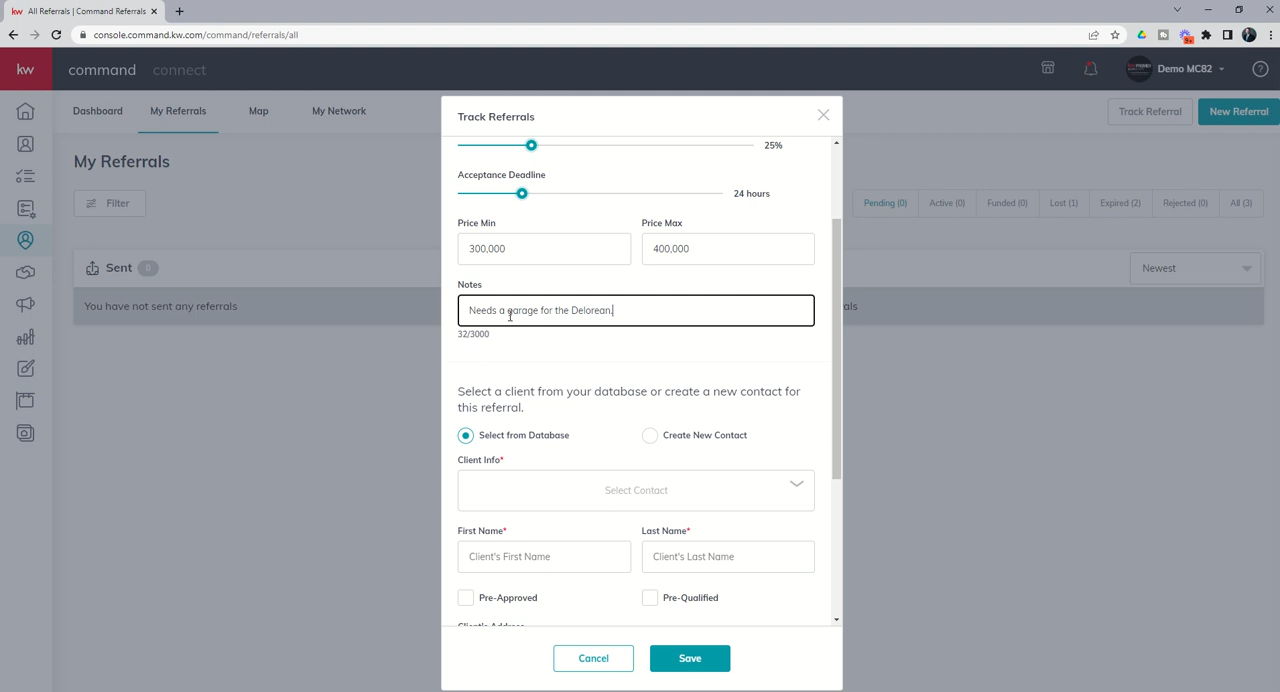 kw All Referrals | Command Referrals
console.command.kw.com/command/referrals/all
9+
kw command connect Demo MC82
Dashboard My Referrals Map My Network Track Referral New Referral
My Referrals
Filter
Pending (0) Active (0) Funded (0) Lost (1) Expired (2) Rejected (0) All (3)
Sent 0
Newest
You have not sent any referrals
als
Track Referrals
25%
Acceptance Deadline
24 hours
Price Min Price Max
300,000 400,000
Notes
Needs a garage for the Delorean.
32/3000
Select a client from your database or create a new contact for
this referral.
Select from Database Create New Contact
Client Info*
Select Contact
First Name* Last Name*
Client's First Name Client's Last Name
Pre-Approved Pre-Qualified
Client's Address
Cancel Save